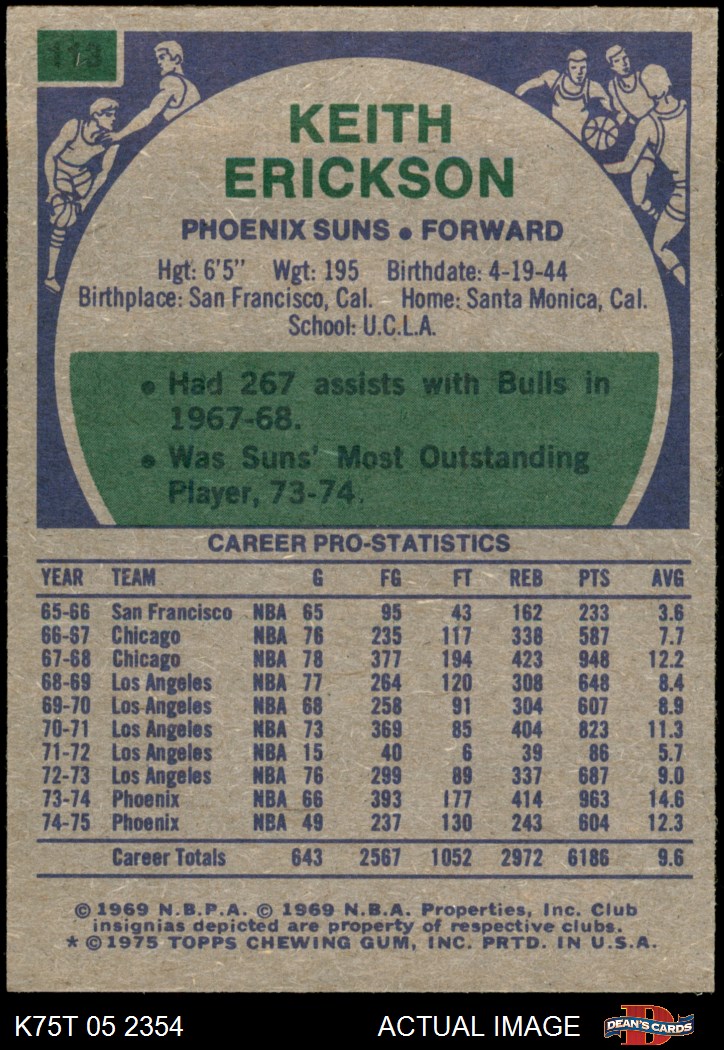 113
KEITH
ERICKSON
PHOENIX SUNS • FORWARD
Hgt: 6'5" Wgt: 195 Birthdate: 4-19-44
Birthplace: San Francisco, Cal. Home: Santa Monica, Cal.
School: U.C.L.A.
• Had 267 assists with Bulls in
1967-68.
• Was Suns' Most Outstanding
Player, 73-74.
CAREER PRO-STATISTICS
YEAR TEAM G FG FT REB PTS AVG
65-66 San Francisco NBA 65 95 43 162 233 3.6
66-67 Chicago NBA 76 235 117 338 587 7.7
67-68 Chicago NBA 78 377 194 423 948 12.2
68-69 Los Angeles NBA 77 264 120 308 648 8.4
69-70 Los Angeles NBA 68 258 91 304 607 8.9
70-71 Los Angeles NBA 73 369 85 404 823 11.3
71-72 Los Angeles NBA 15 40 6 39 86 5.7
72-73 Los Angeles NBA 76 299 89 337 687 9.0
73-74 Phoenix NBA 66 393 177 414 963 14.6
74-75 Phoenix NBA 49 237 130 243 604 12.3
Career Totals 643 2567 1052 2972 6186 9.6
© 1969 N.B.P.A. © 1969 N.B.A. Properties, Inc. Club
insignias depicted are property of respective clubs.
* © 1975 TOPPS CHEWING GUM, INC. PRTD. IN U.S.A.
K75T 05 2354 ACTUAL IMAGE DEAN'S CARDS